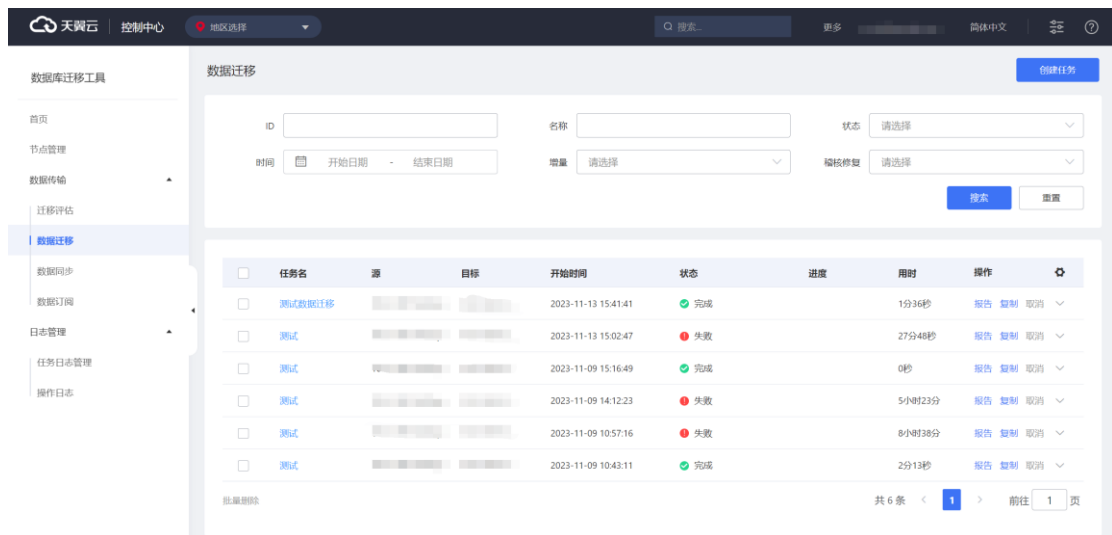 天翼云 控制中心 地区选择 搜索... 更多 简体中文
数据库迁移工具
首页
节点管理
数据传输
迁移评估
数据迁移
数据同步
数据订阅
日志管理
任务日志管理
操作日志
数据迁移 创建任务
ID 名称 状态 请选择
时间 开始日期 - 结束日期 增量 请选择 稽核修复 请选择
搜索 重置
任务名 源 目标 开始时间 状态 进度 用时 操作
测试数据迁移 2023-11-13 15:41:41 完成 1分36秒 报告 复制 取消
测试 2023-11-13 15:02:47 失败 27分48秒 报告 复制 取消
测试 2023-11-09 15:16:49 完成 0秒 报告 复制 取消
测试 2023-11-09 14:12:23 失败 5小时23分 报告 复制 取消
测试 2023-11-09 10:57:16 失败 8小时38分 报告 复制 取消
测试 2023-11-09 10:43:11 完成 2分13秒 报告 复制 取消
批量删除 共 6 条 1 前往 1 页